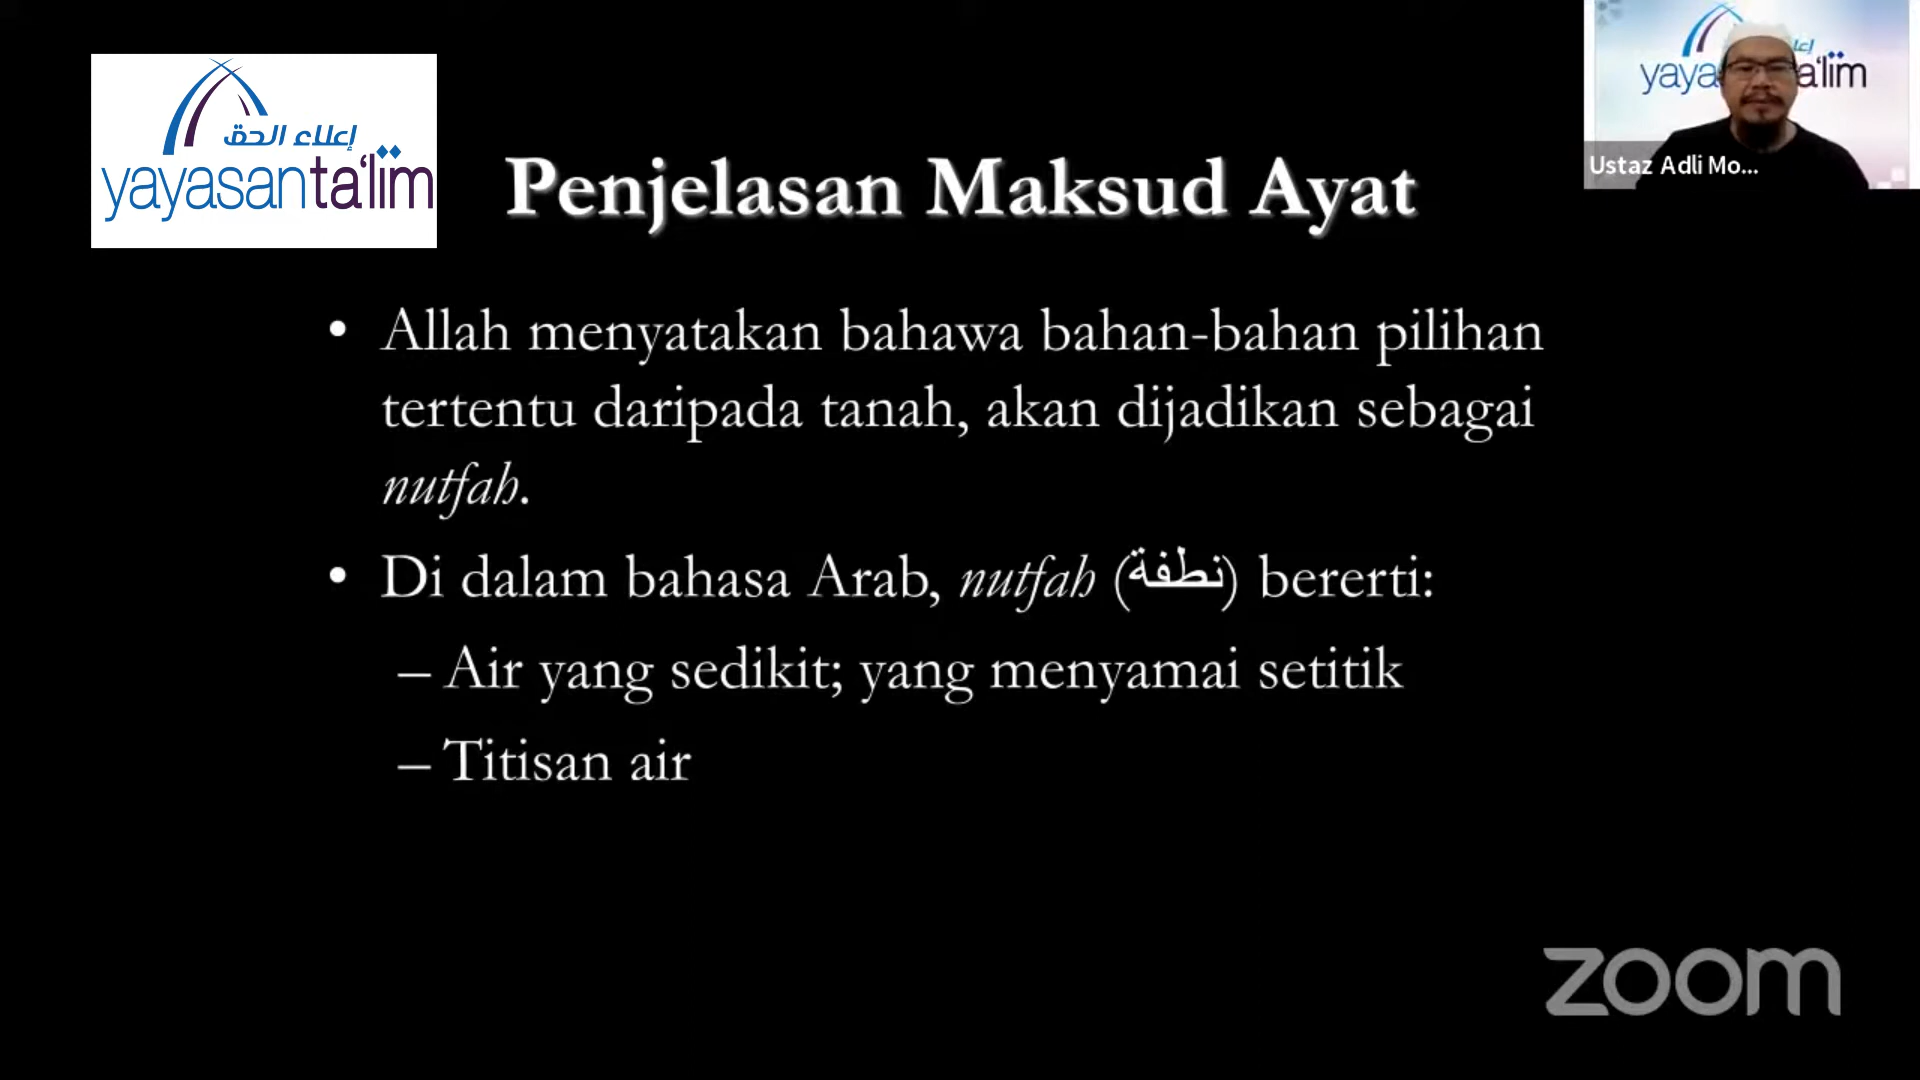 إعلاء الحق
yayasanta'lim
Penjelasan Maksud Ayat
• Allah menyatakan bahawa bahan-bahan pilihan
tertentu daripada tanah, akan dijadikan sebagai
nutfah.
• Di dalam bahasa Arab, nutfah (نطفة) bererti:
– Air yang sedikit; yang menyamai setitik
– Titisan air
Ustaz Adli Mo...
zoom